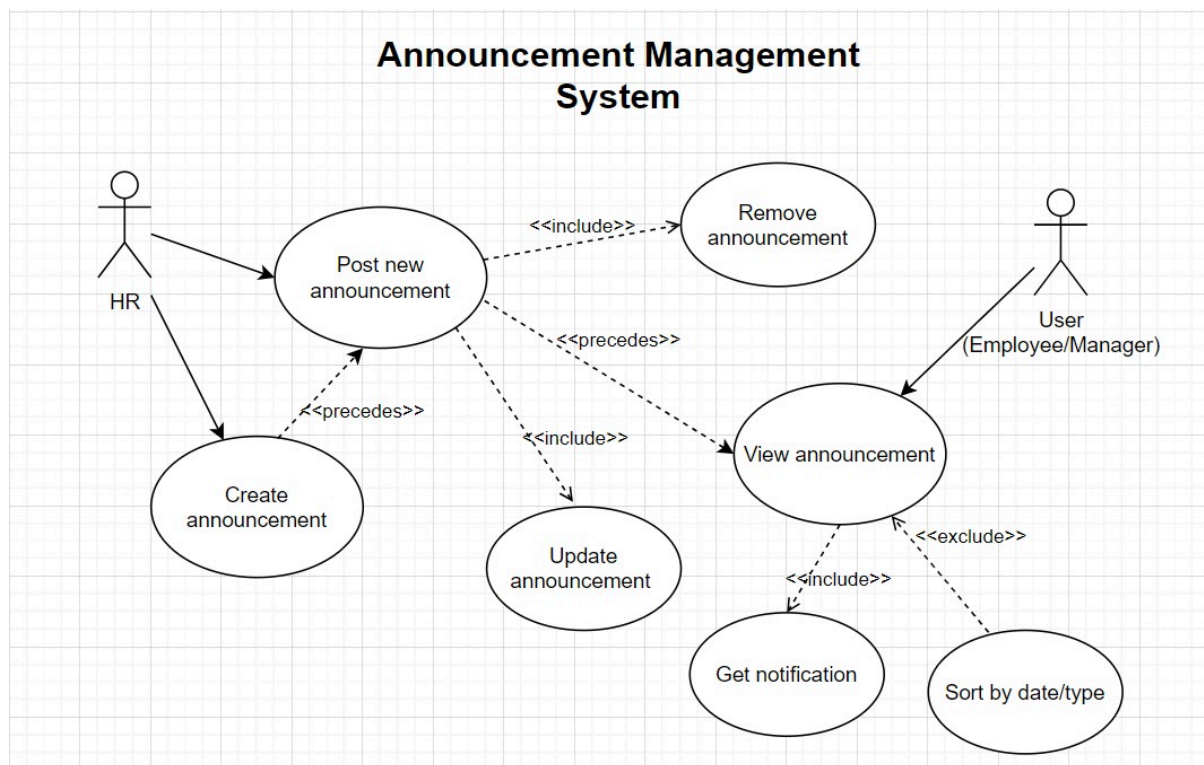 Announcement Management
System
Remove
announcement
<<include>>
Post new
announcement
HR
User
(Employee/Manager)
<<precedes>>
<<precedes>>
<<include>>
View announcement
Create
announcement
Update
announcement
<<exclude>>
<<include>>
Get notification
Sort by date/type